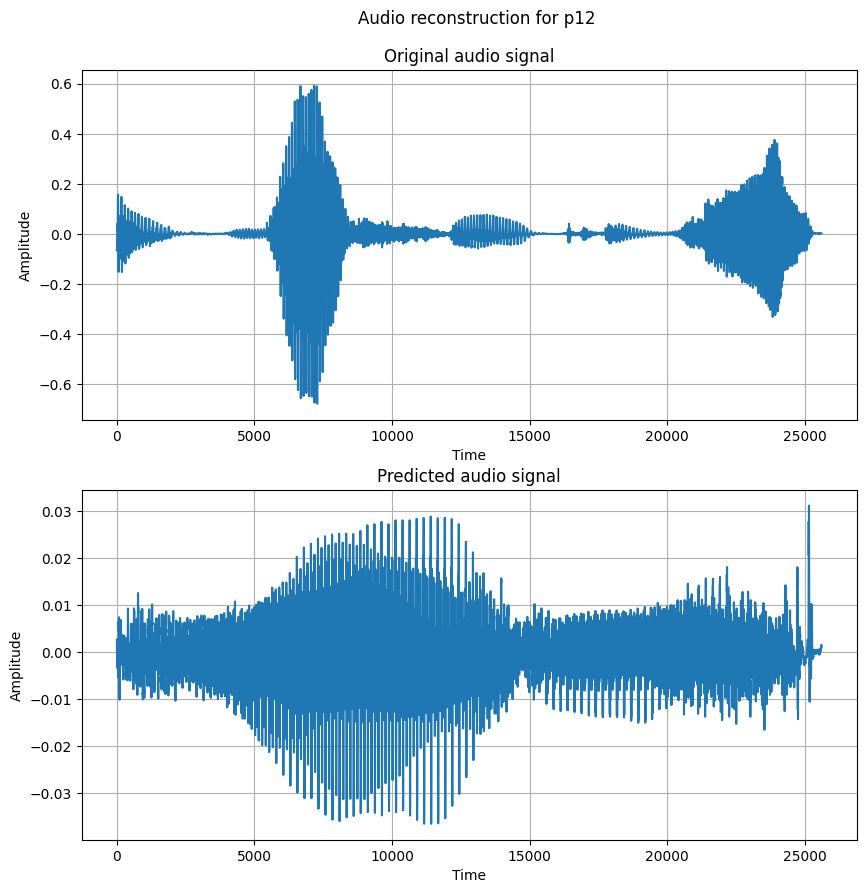 Audio reconstruction for p12
Original audio signal
0.6
0.4
0.2
0.0
−0.2
−0.4
−0.6
Amplitude
0 5000 10000 15000 20000 25000
Time
Predicted audio signal
0.03
0.02
0.01
0.00
−0.01
−0.02
−0.03
Amplitude
0 5000 10000 15000 20000 25000
Time